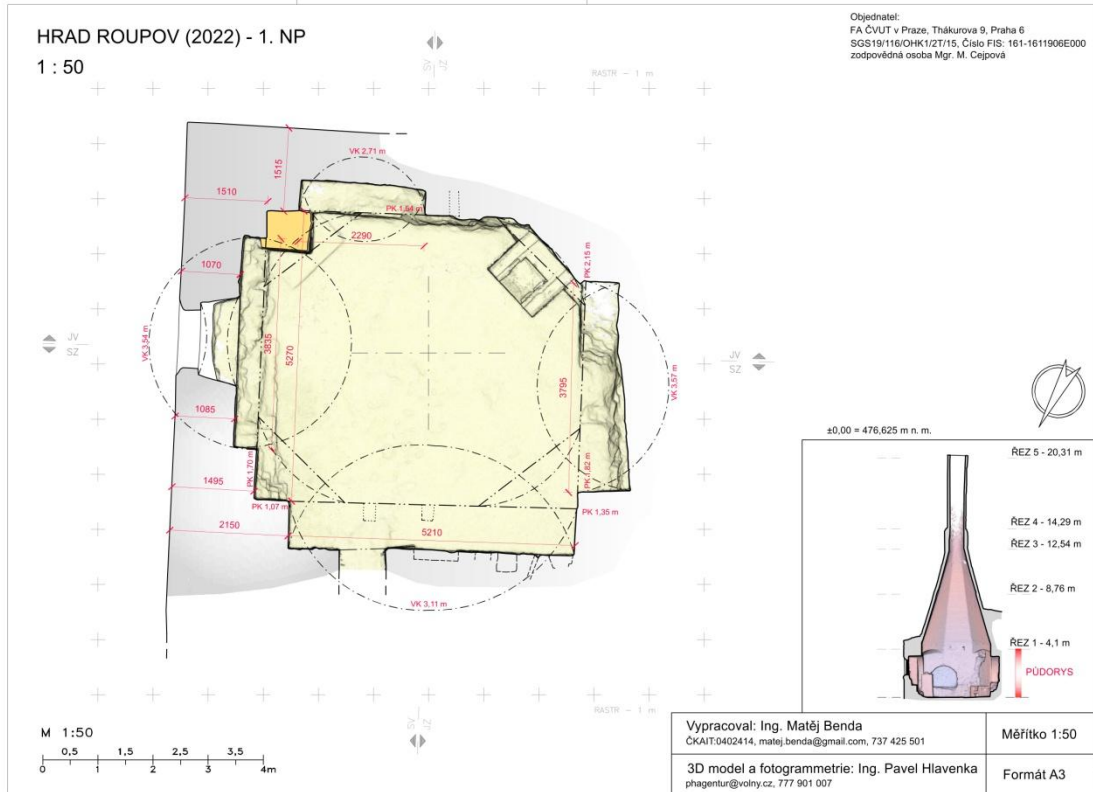 HRAD ROUPOV (2022) - 1. NP
1 : 50
Objednatel:
FA ČVUT v Praze, Thákurova 9, Praha 6
SGS19/116/OHK1/2T/15, Číslo FIS: 161-1611906E000
zodpovědná osoba Mgr. M. Cejpová
SV
JZ
RASTR - 1 m
VK 2,71 m
1515
1510
PK 1,64 m
2290
PK 2,15 m
1070
VK 3,54 m
JV
SZ
3835
5270
3795
JV
SZ
VK 3,57 m
1085
PK 1,70 m
1495
PK 1,07 m
PK 1,82 m
PK 1,35 m
2150
5210
VK 3,11 m
±0,00 = 476,625 m n. m.
ŘEZ 5 - 20,31 m
ŘEZ 4 - 14,29 m
ŘEZ 3 - 12,54 m
ŘEZ 2 - 8,76 m
ŘEZ 1 - 4,1 m
PŮDORYS
RASTR - 1 m
SV
JZ
M 1:50
0,5 1,5 2,5 3,5
0 1 2 3 4m
Vypracoval: Ing. Matěj Benda
ČKAIT:0402414, matej.benda@gmail.com, 737 425 501
Měřítko 1:50
3D model a fotogrammetrie: Ing. Pavel Hlavenka
phagentur@volny.cz, 777 901 007
Formát A3